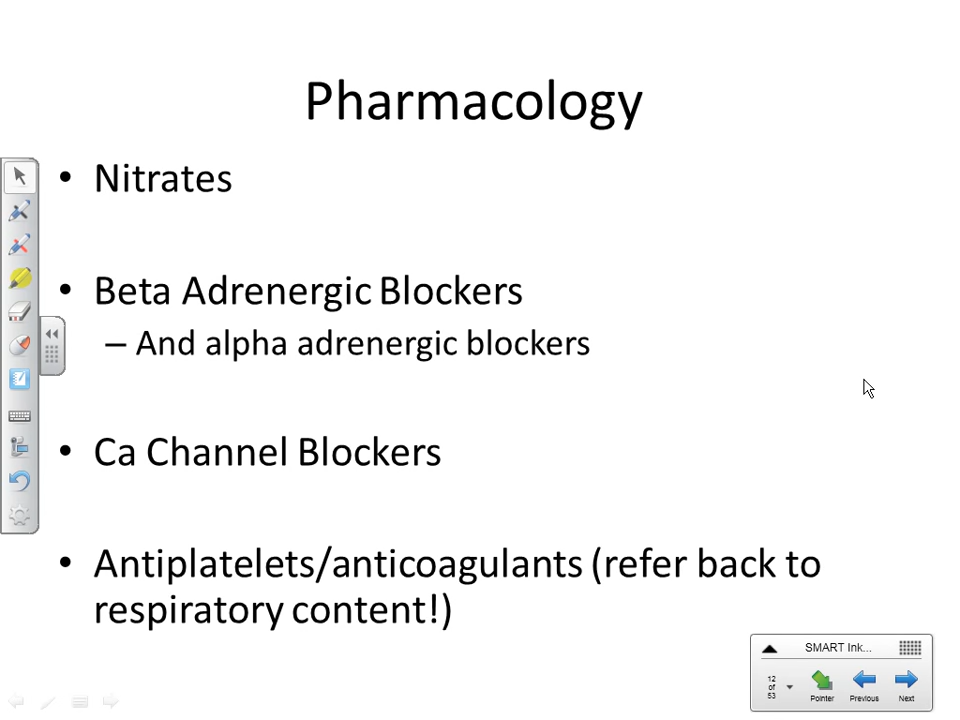 Pharmacology
• Nitrates
• Beta Adrenergic Blockers
– And alpha adrenergic blockers
• Ca Channel Blockers
• Antiplatelets/anticoagulants (refer back to
respiratory content!)
SMART Ink...
12
of
53
Pointer Previous Next